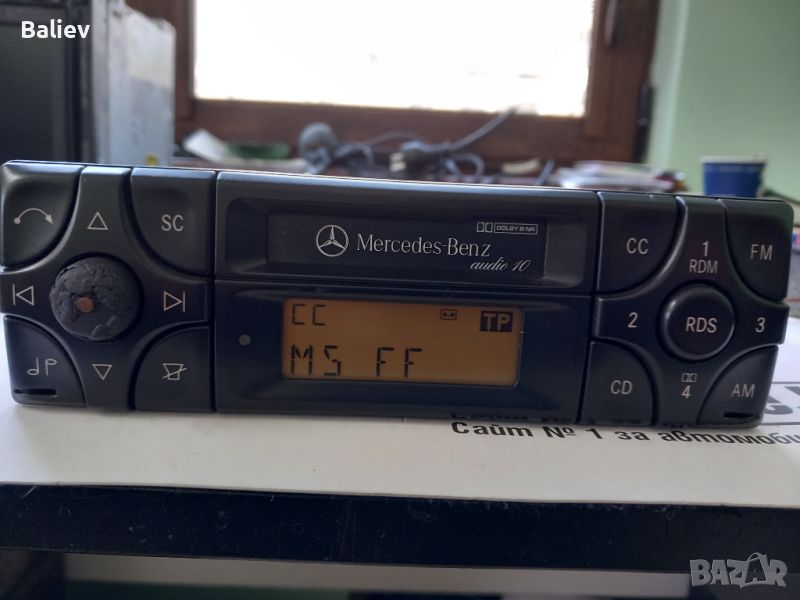 Baliev
SC
DOLBY B NR
Mercedes-Benz
audio 10
CC
1
RDM
FM
2
RDS
3
CD
4
AM
CC
TP
MS FF
Сайт № 1 за автомоби
BAZAR